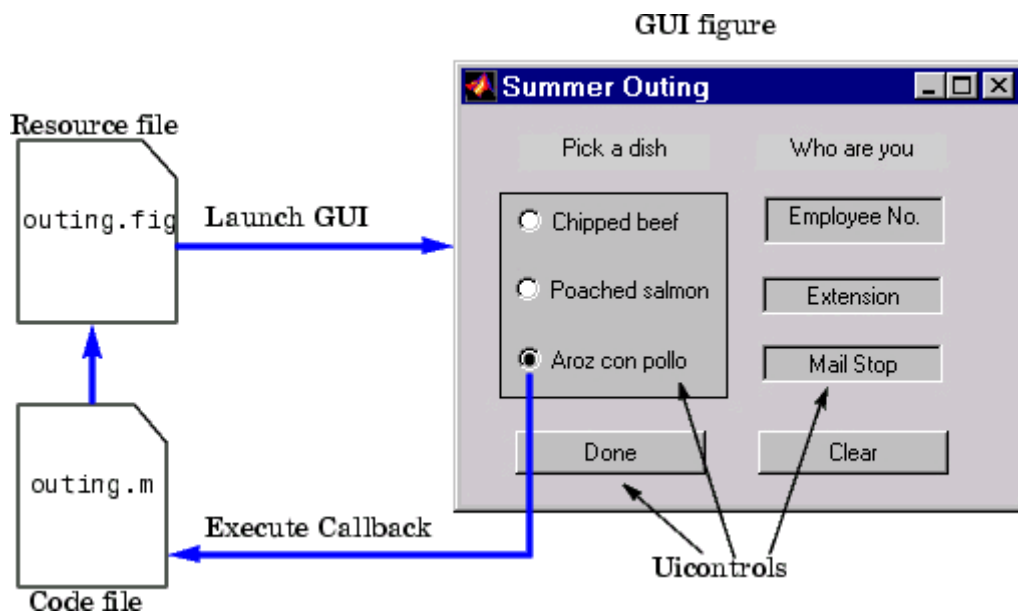 GUI figure
Summer Outing
Resource file
outing.fig
Launch GUI
Pick a dish
Who are you
Chipped beef
Employee No.
Poached salmon
Extension
Aroz con pollo
Mail Stop
outing.m
Done
Clear
Execute Callback
Uicontrols
Code file